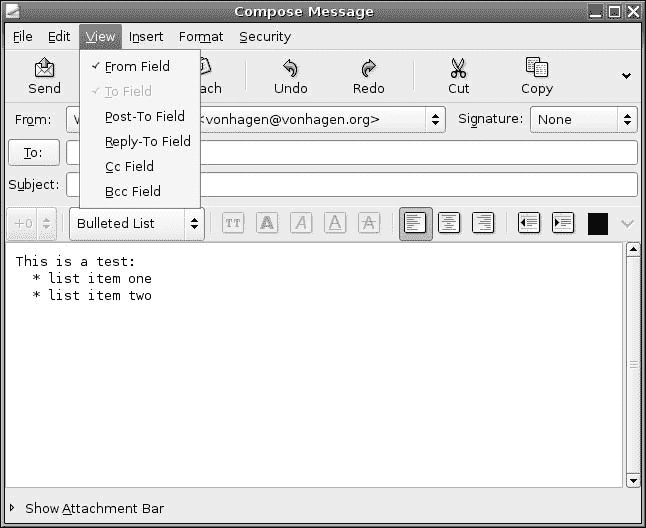 Compose Message
File Edit View Insert Format Security
Send
From Field
To Field
Post-To Field
Reply-To Field
Cc Field
Bcc Field
Undo Redo Cut Copy
From: <vonhagen@vonhagen.org> Signature: None
To:
Subject:
+0 Bulleted List TT A A A A
This is a test:
* list item one
* list item two
Show Attachment Bar